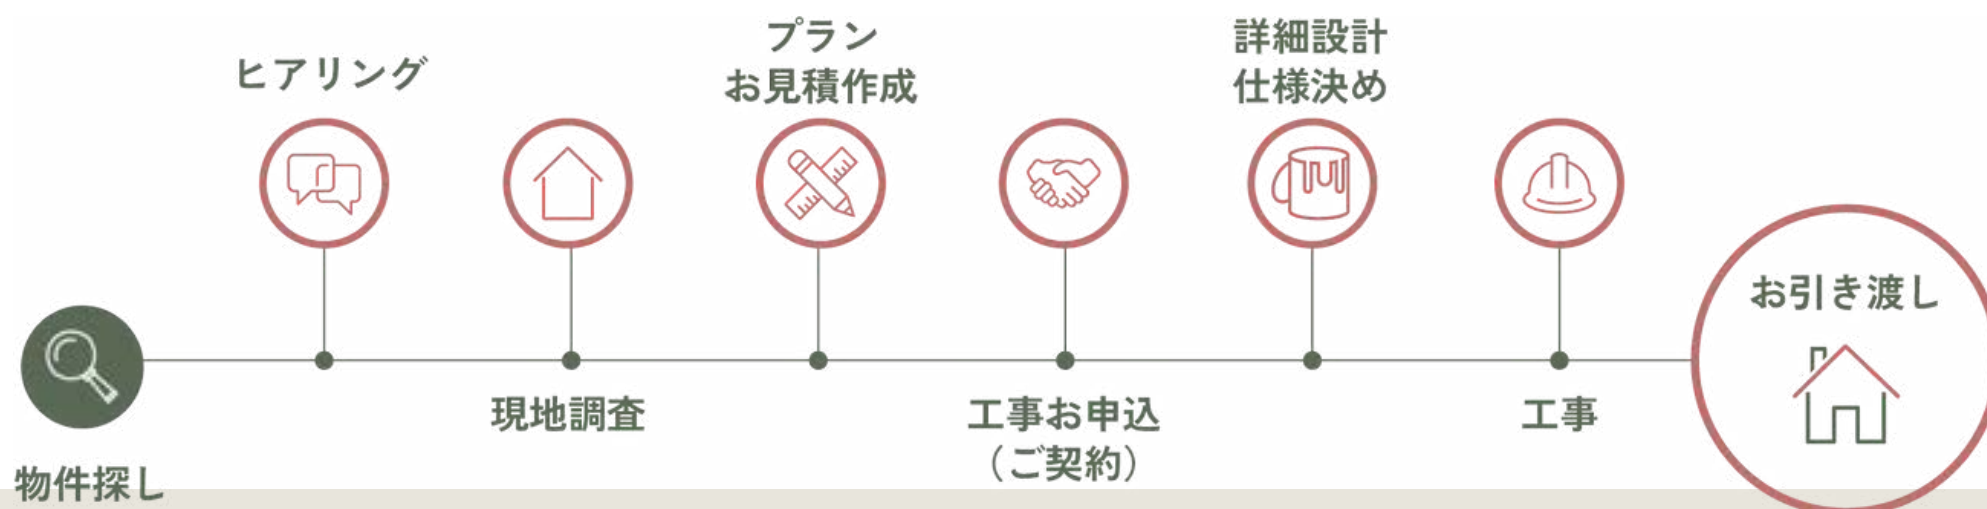 物件探し
ヒアリング
現地調査
プラン
お見積作成
工事お申込
（ご契約）
詳細設計
仕様決め
工事
お引き渡し